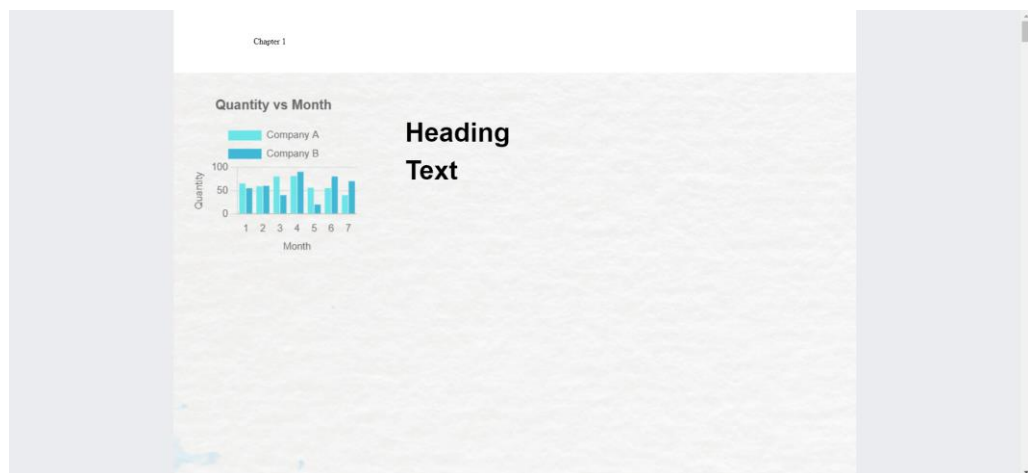 Chapter 1
Quantity vs Month
Company A
Company B
Heading
Text
100
50
0
Quantity
1 2 3 4 5 6 7
Month